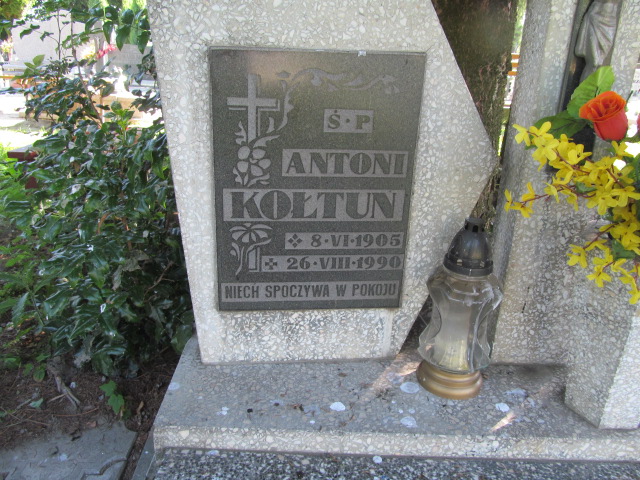 Ś·P
ANTONI
KOŁTUN
8·VI·1905
26·VIII·1990
NIECH SPOCZYWA W POKOJU